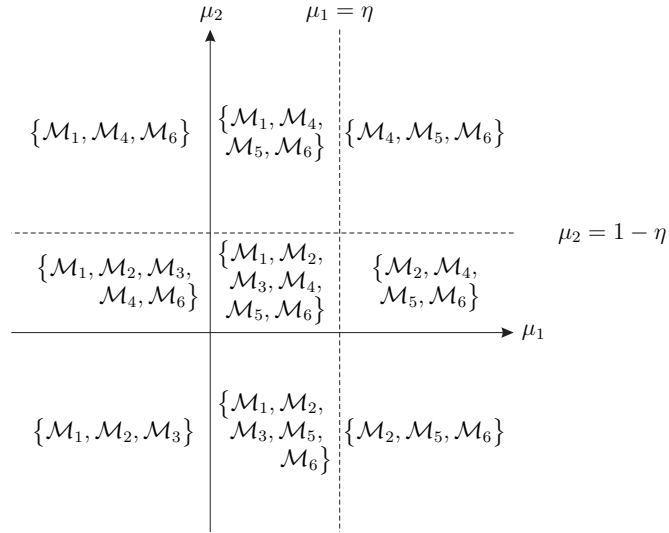 μ₂
μ₁ = η
{ℳ₁, ℳ₄, ℳ₆}
{ℳ₁, ℳ₄,
ℳ₅, ℳ₆}
{ℳ₄, ℳ₅, ℳ₆}
μ₂ = 1 − η
{ℳ₁, ℳ₂, ℳ₃,
ℳ₄, ℳ₆}
{ℳ₁, ℳ₂,
ℳ₃, ℳ₄,
ℳ₅, ℳ₆}
{ℳ₂, ℳ₄,
ℳ₅, ℳ₆}
μ₁
{ℳ₁, ℳ₂, ℳ₃}
{ℳ₁, ℳ₂,
ℳ₃, ℳ₅,
ℳ₆}
{ℳ₂, ℳ₅, ℳ₆}